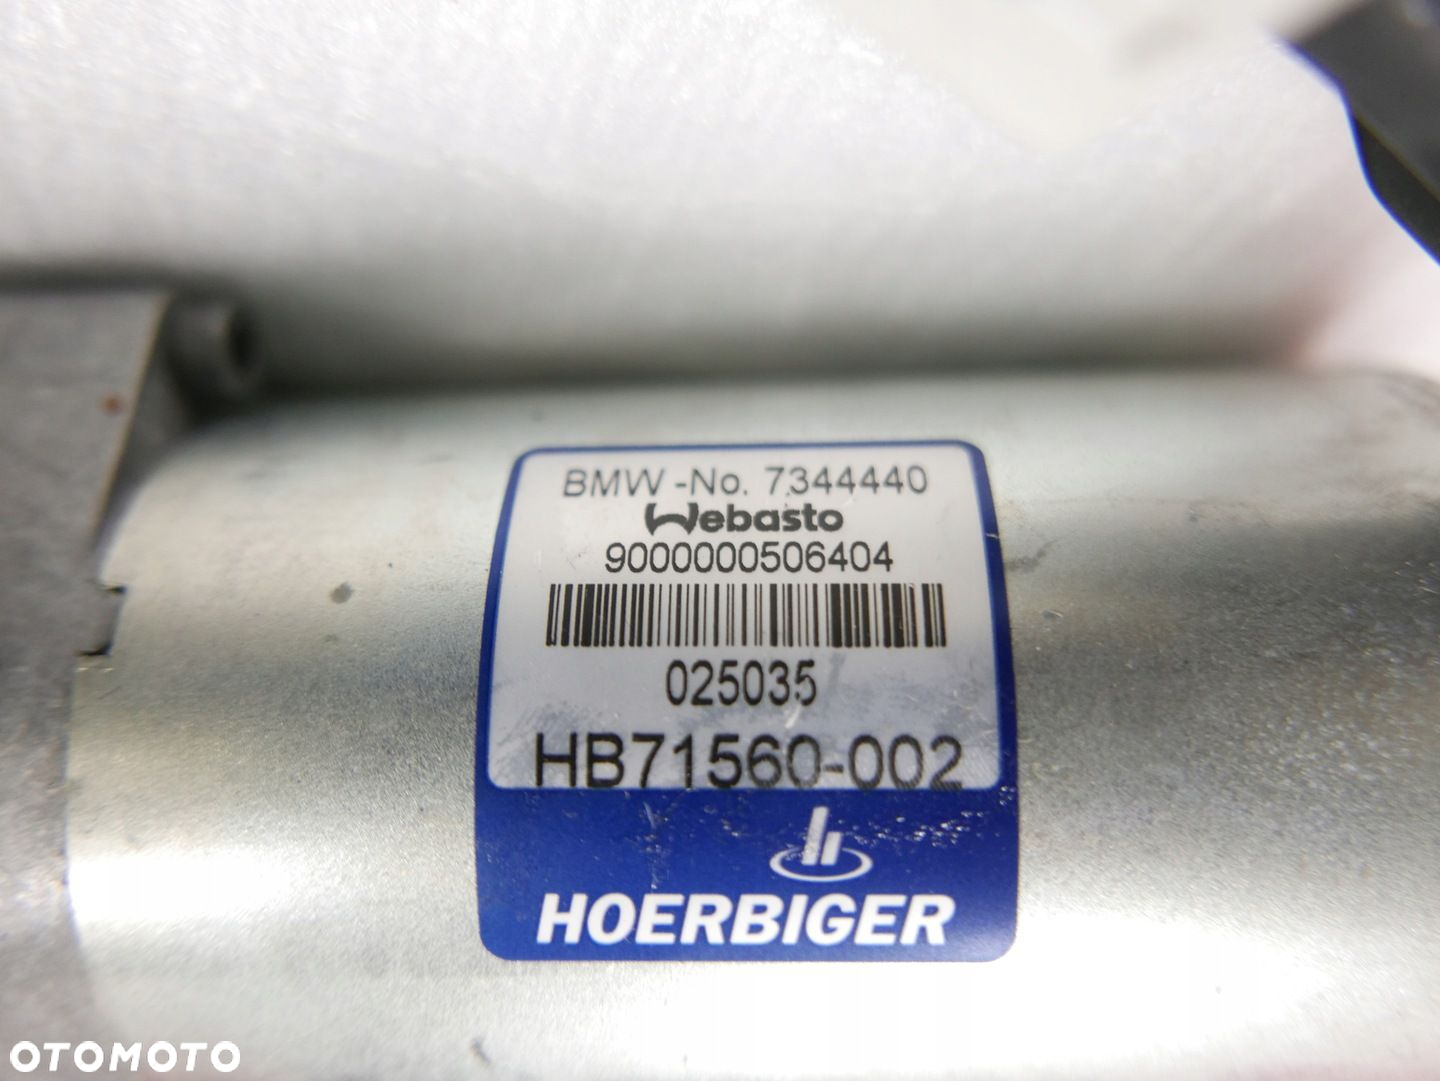 BMW -No. 7344440
Webasto
9000000506404
025035
HB71560-002
HOERBIGER
OTOMOTO